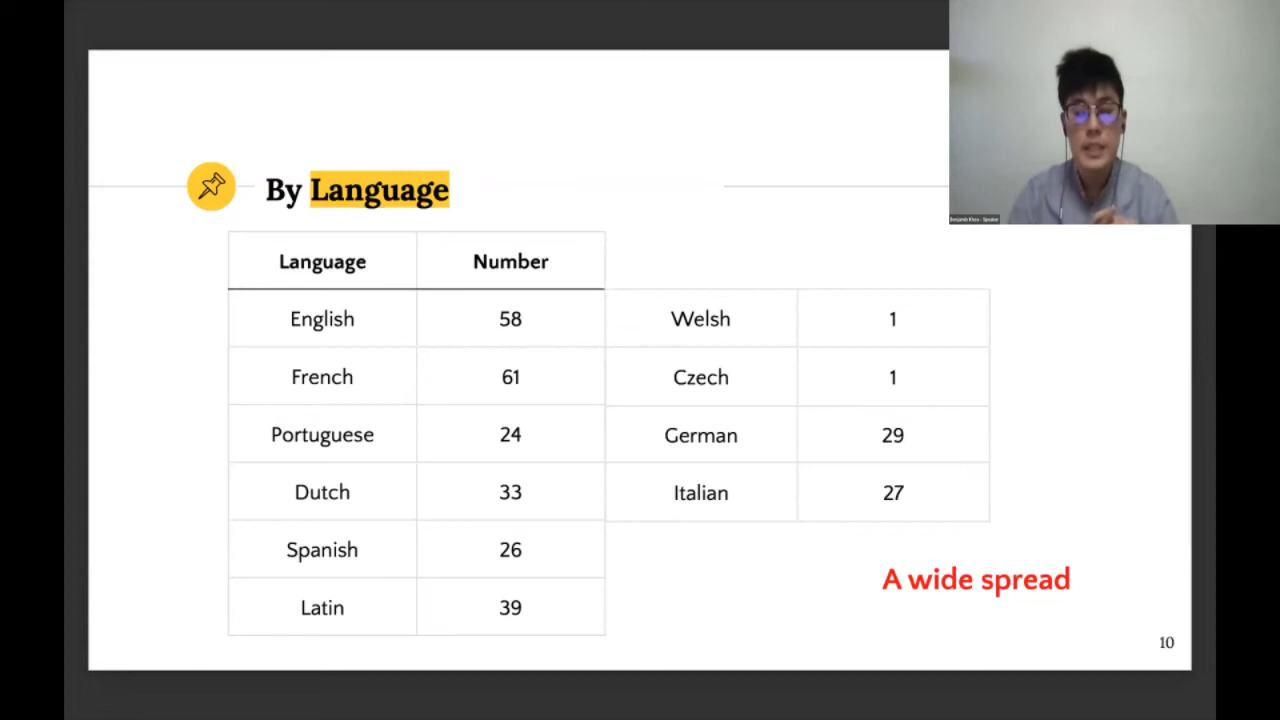 By Language
Language Number
English 58
French 61
Portuguese 24
Dutch 33
Spanish 26
Latin 39
Welsh 1
Czech 1
German 29
Italian 27
A wide spread
10